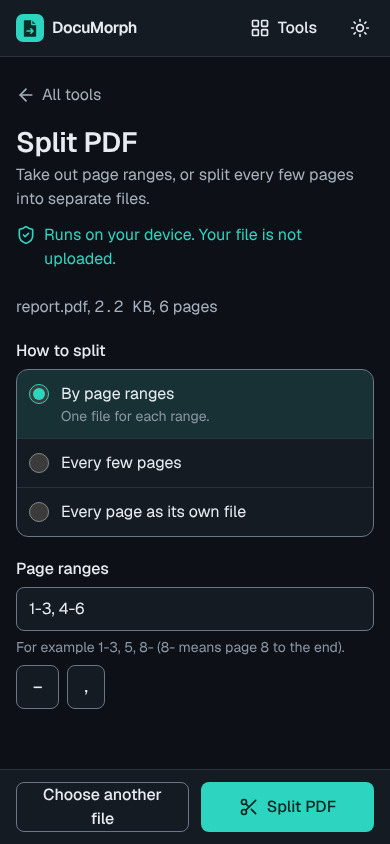 DocuMorph
Tools
All tools
Split PDF
Take out page ranges, or split every few pages
into separate files.
Runs on your device. Your file is not
uploaded.
report.pdf, 2.2 KB, 6 pages
How to split
By page ranges
One file for each range.
Every few pages
Every page as its own file
Page ranges
1-3, 4-6
For example 1-3, 5, 8- (8- means page 8 to the end).
–
,
Choose another
file
Split PDF